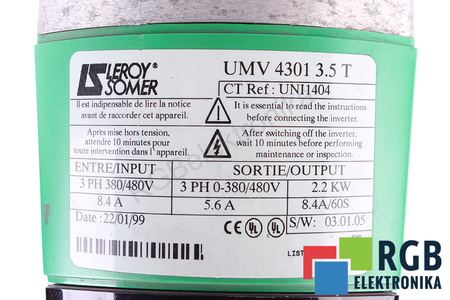 LEROY®
SOMER
UMV 4301 3.5 T
CT Ref : UNI1404
Il est indispensable de lire la notice
avant de raccorder cet appareil.
It is essential to read the instructions
before connecting the inverter.
Après mise hors tension,
attendre 10 minutes pour
toute intervention dans l'appareil.
After switching off the inverter,
wait 10 minutes before performing
maintenance or inspection.
ENTRE/INPUT
SORTIE/OUTPUT
3 PH 380/480V
3 PH 0-380/480V
2.2 KW
8.4 A
5.6 A
8.4A/60S
Date : 22/01/99
CE
UL
S/W: 03.01.05
LIST
RGB
ELEKTRONIKA